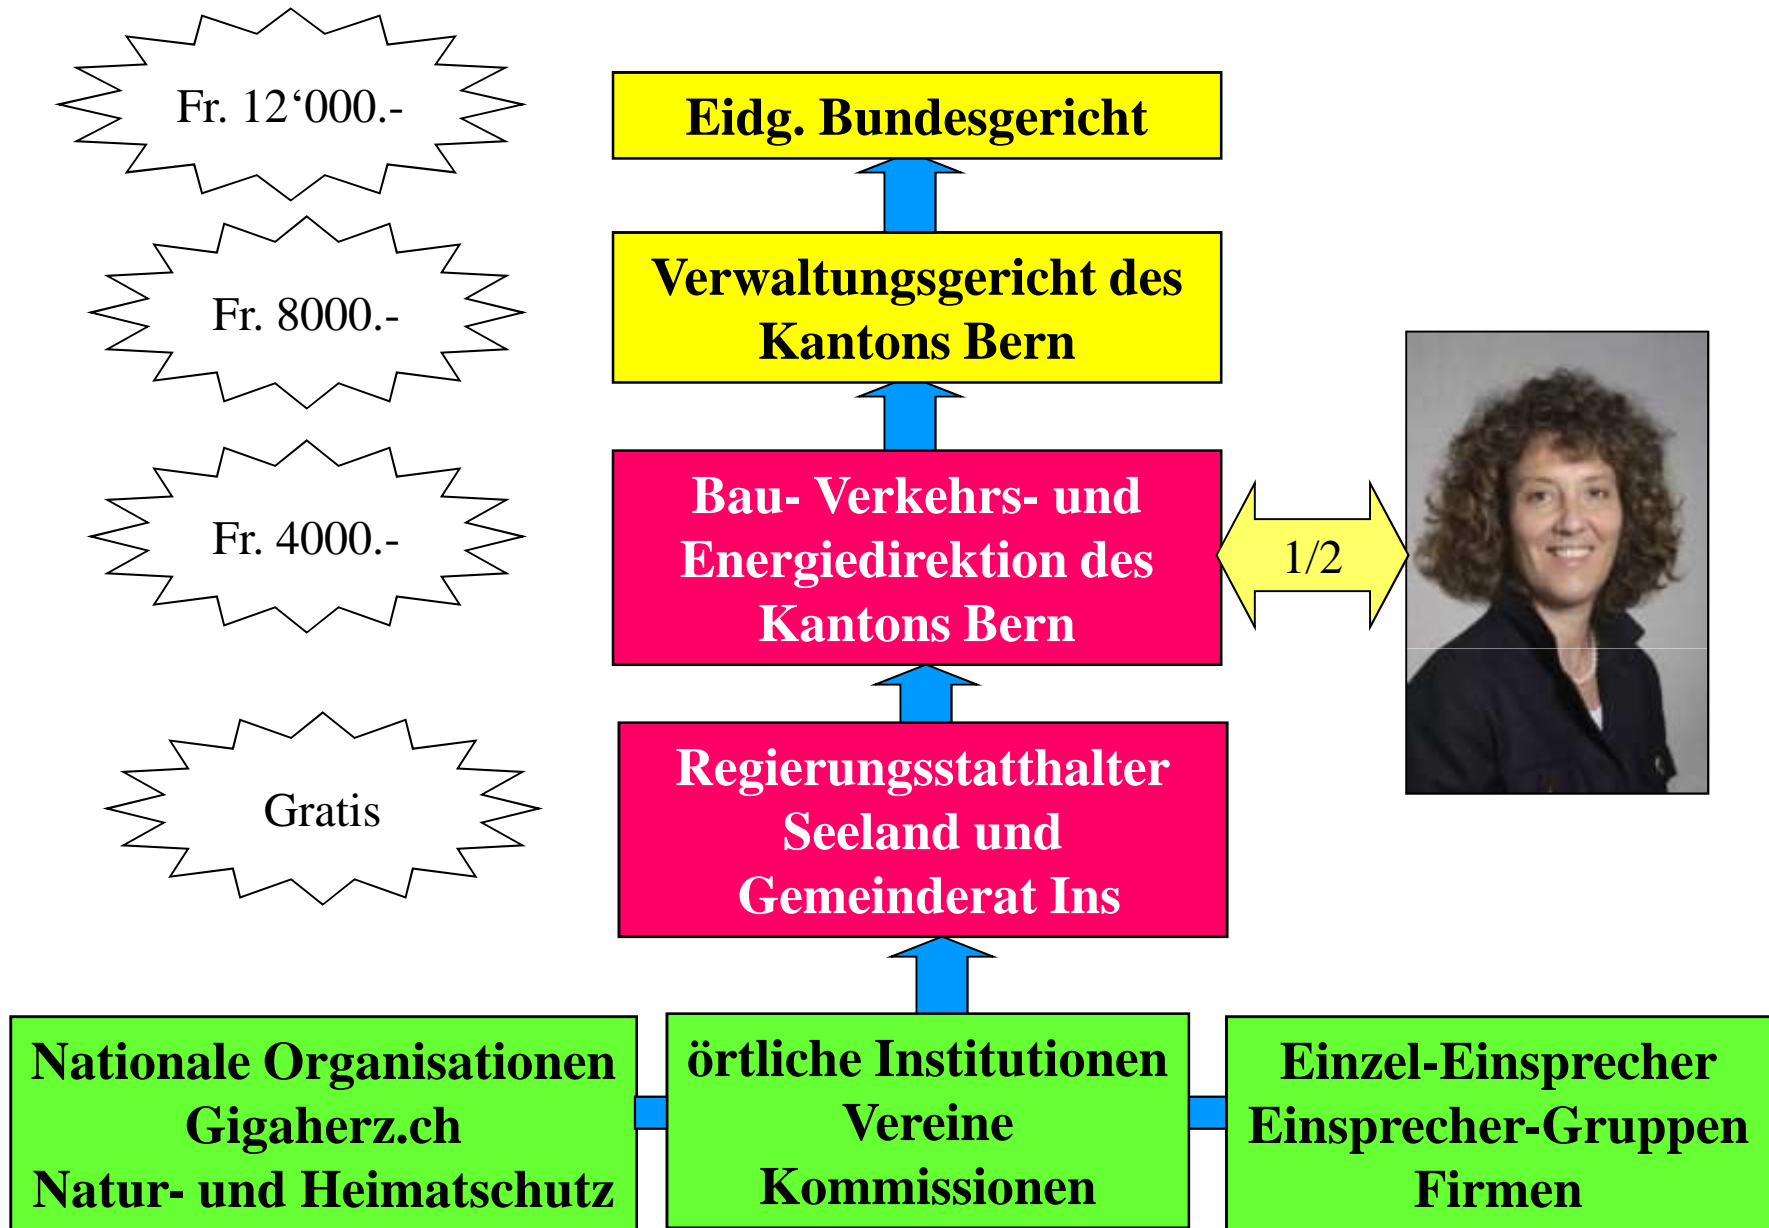 Fr. 12‘000.-
Eidg. Bundesgericht
Fr. 8000.-
Verwaltungsgericht des
Kantons Bern
Fr. 4000.-
Bau- Verkehrs- und
Energiedirektion des
Kantons Bern
1/2
Gratis
Regierungsstatthalter
Seeland und
Gemeinderat Ins
Nationale Organisationen
Gigaherz.ch
Natur- und Heimatschutz
örtliche Institutionen
Vereine
Kommissionen
Einzel-Einsprecher
Einsprecher-Gruppen
Firmen